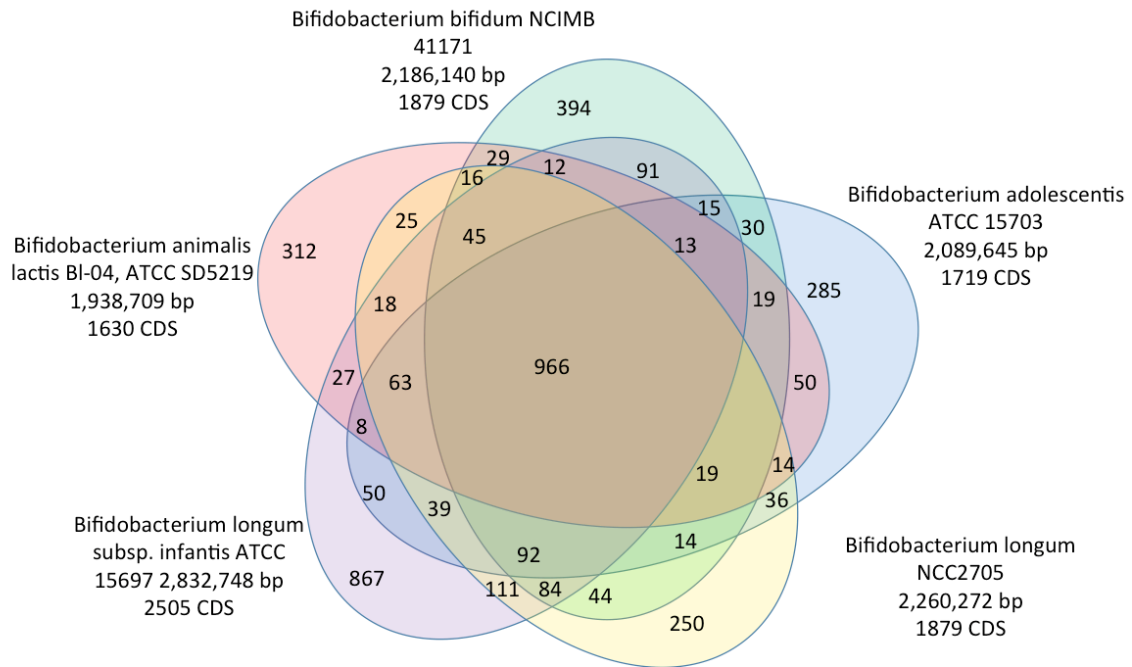 Bifidobacterium bifidum NCIMB
41171
2,186,140 bp
1879 CDS
394
29
12
91
16
15
30
Bifidobacterium adolescentis
ATCC 15703
2,089,645 bp
1719 CDS
25
45
13
Bifidobacterium animalis
lactis Bl-04, ATCC SD5219
1,938,709 bp
1630 CDS
312
18
19
285
27
63
966
50
8
19
14
50
39
36
Bifidobacterium longum
subsp. infantis ATCC
15697 2,832,748 bp
2505 CDS
92
14
Bifidobacterium longum
NCC2705
2,260,272 bp
1879 CDS
867
111
84
44
250